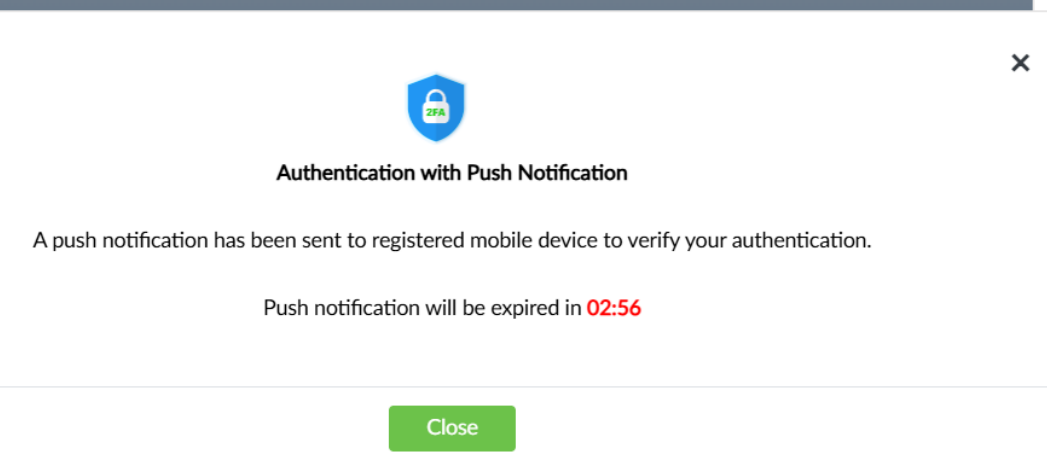 2FA
Authentication with Push Notification
A push notification has been sent to registered mobile device to verify your authentication.
Push notification will be expired in 02:56
Close